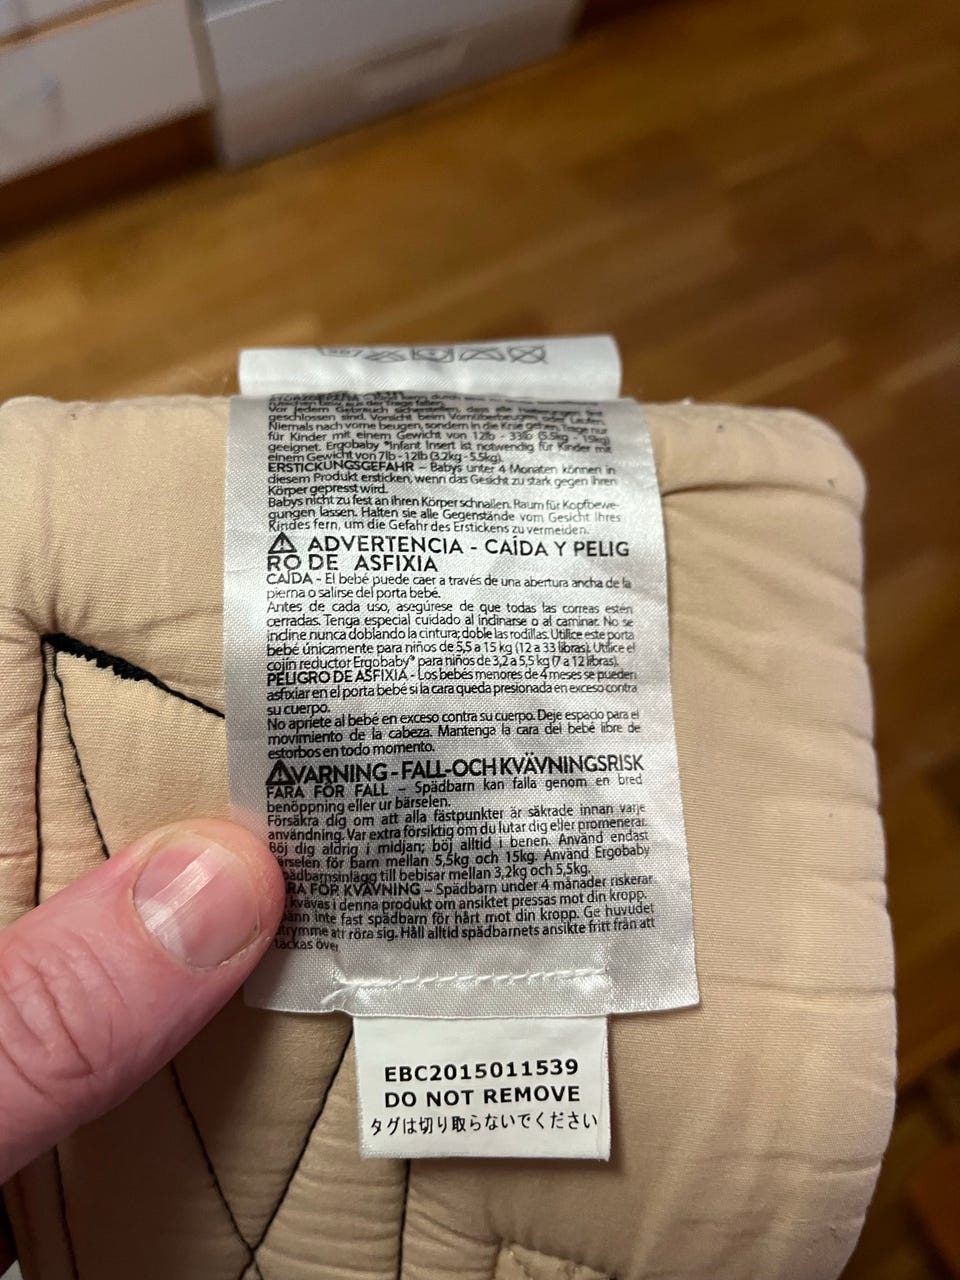 Vor jedem Gebrauch sicherstellen, dass alle
geschlossen sind. Vorsicht beim Vornüberbeugen oder Laufen.
Niemals nach vorne beugen, sondern in die Knie gehen. Trage nur
für Kinder mit einem Gewicht von 12lb - 33lb (5.5kg - 15kg)
geeignet. Ergobaby "Infant Insert ist notwendig für Kinder mit
einem Gewicht von 7lb - 12lb (3.2kg - 5.5kg).
ERSTICKUNGSGEFAHR – Babys unter 4 Monaten können in
diesem Produkt ersticken, wenn das Gesicht zu stark gegen Ihren
Körper gepresst wird.
Babys nicht zu fest an ihren Körper schnallen. Raum für Kopfbewe-
gungen lassen. Halten sie alle Gegenstände vom Gesicht Ihres
Kindes fern, um die Gefahr des Erstickens zu vermeiden.
⚠ ADVERTENCIA - CAÍDA Y PELIG
RO DE ASFIXIA
CAÍDA - El bebé puede caer a través de una abertura ancha de la
pierna o salirse del porta bebé.
Antes de cada uso, asegúrese de que todas las correas estén
cerradas. Tenga especial cuidado al inclinarse o al caminar. No se
incline nunca doblando la cintura; doble las rodillas. Utilice este porta
bebé únicamente para niños de 5,5 a 15 kg (12 a 33 libras). Utilice el
cojín reductor Ergobaby® para niños de 3,2 a 5,5 kg (7 a 12 libras).
PELIGRO DE ASFIXIA - Los bebés menores de 4 meses se pueden
asfixiar en el porta bebé si la cara queda presionada en exceso contra
su cuerpo.
No apriete al bebé en exceso contra su cuerpo. Deje espacio para el
movimiento de la cabeza. Mantenga la cara del bebé libre de
estorbos en todo momento.
⚠VARNING - FALL-OCH KVÄVNINGSRISK
FARA FÖR FALL – Spädbarn kan falla genom en bred
benöppning eller ur bärselen.
Försäkra dig om att alla fästpunkter är säkrade innan varje
användning. Var extra försiktig om du lutar dig eller promenerar.
Böj dig aldrig i midjan; böj alltid i benen. Använd endast
ärselen för barn mellan 5,5kg och 15kg. Använd Ergobaby
pädbarnsinlägg till bebisar mellan 3,2kg och 5,5kg.
RA FÖR KVÄVNING – Spädbarn under 4 månader riskerar
kvävas i denna produkt om ansiktet pressas mot din kropp.
änn inte fast spädbarn för hårt mot din kropp. Ge huvudet
utrymme att röra sig. Håll alltid spädbarnets ansikte fritt från att
täckas över
EBC2015011539
DO NOT REMOVE
タグは切り取らないでください